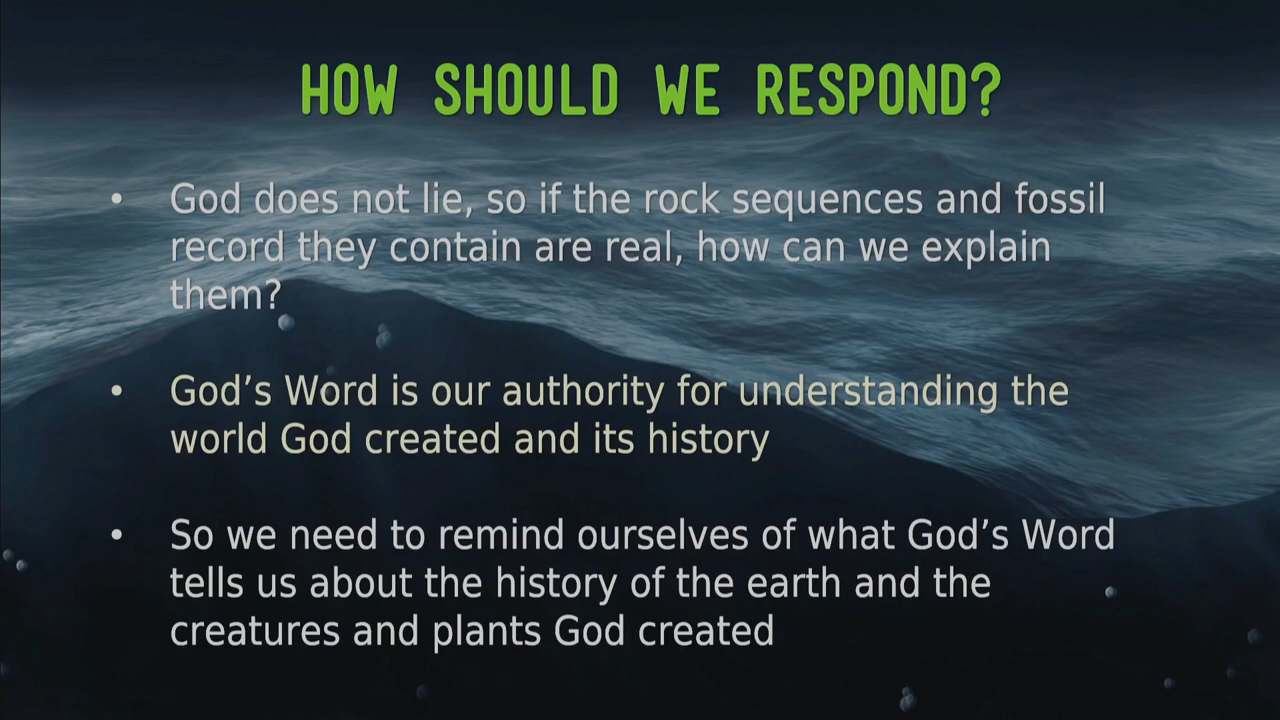 HOW SHOULD WE RESPOND?
• God does not lie, so if the rock sequences and fossil
record they contain are real, how can we explain
them?
• God’s Word is our authority for understanding the
world God created and its history
• So we need to remind ourselves of what God’s Word
tells us about the history of the earth and the
creatures and plants God created